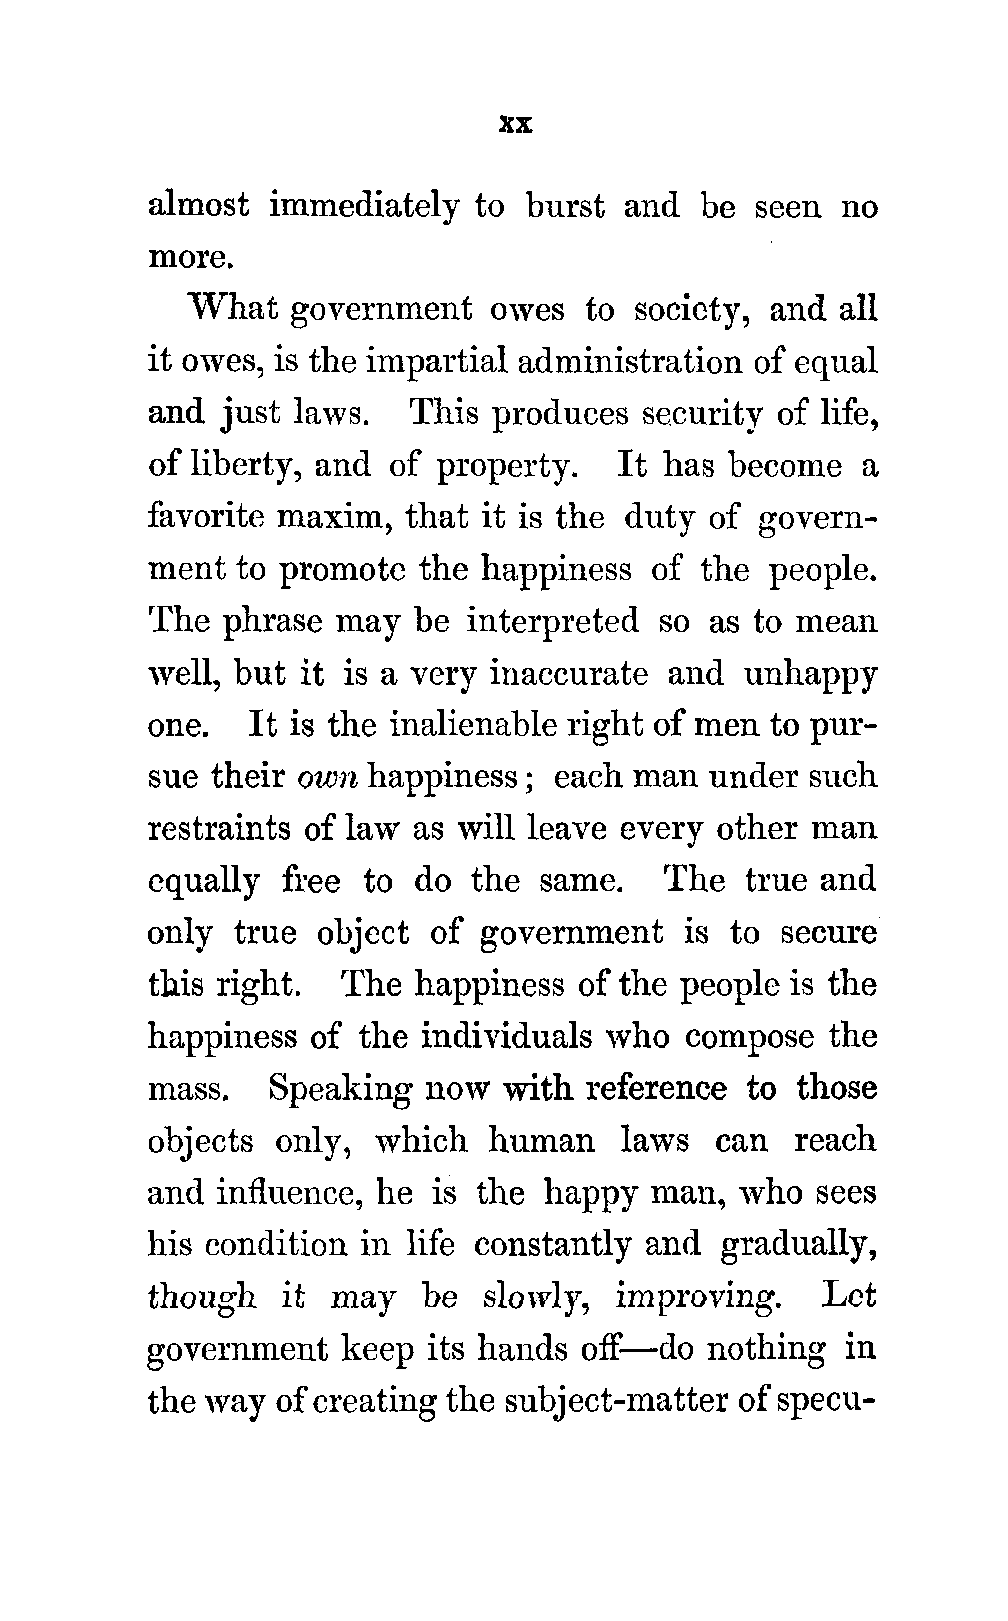 xx
almost immediately to burst and be seen no
more.
What government owes to society, and all
it owes, is the impartial administration of equal
and just laws. This produces security of life,
of liberty, and of property. It has become a
favorite maxim, that it is the duty of govern-
ment to promote the happiness of the people.
The phrase may be interpreted so as to mean
well, but it is a very inaccurate and unhappy
one. It is the inalienable right of men to pur-
sue their own happiness; each man under such
restraints of law as will leave every other man
equally free to do the same. The true and
only true object of government is to secure
this right. The happiness of the people is the
happiness of the individuals who compose the
mass. Speaking now with reference to those
objects only, which human laws can reach
and influence, he is the happy man, who sees
his condition in life constantly and gradually,
though it may be slowly, improving. Let
government keep its hands off—do nothing in
the way of creating the subject-matter of specu-